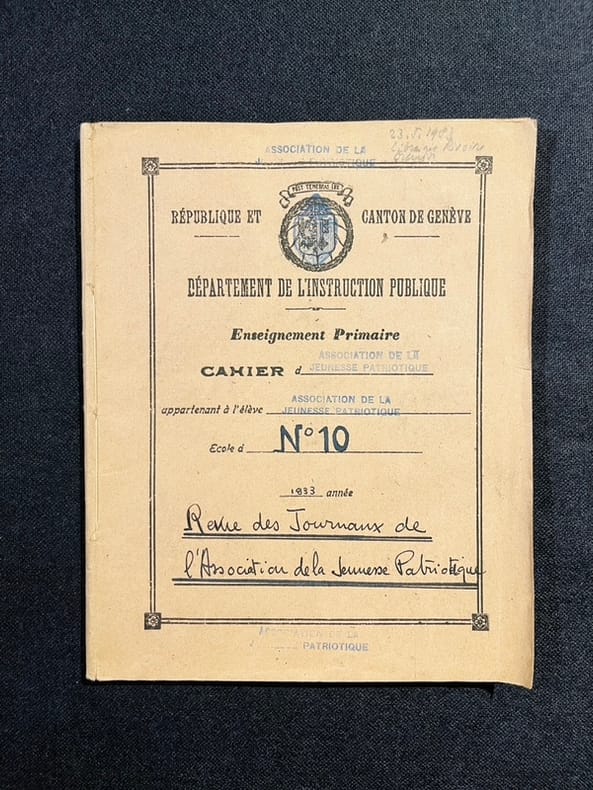 23.5.1983
Librairie
ASSOCIATION DE LA
PATRIOTIQUE
POST TENEBRAS LUX
RÉPUBLIQUE ET CANTON DE GENÈVE
DÉPARTEMENT DE L'INSTRUCTION PUBLIQUE
Enseignement Primaire
ASSOCIATION DE LA
CAHIER d JEUNESSE PATRIOTIQUE
ASSOCIATION DE LA
appartenant à l'élève JEUNESSE PATRIOTIQUE
Ecole d N° 10
1933 année
Revue des Journaux de
l'Association de la Jeunesse Patriotique
ASSOCIATION DE LA
PATRIOTIQUE